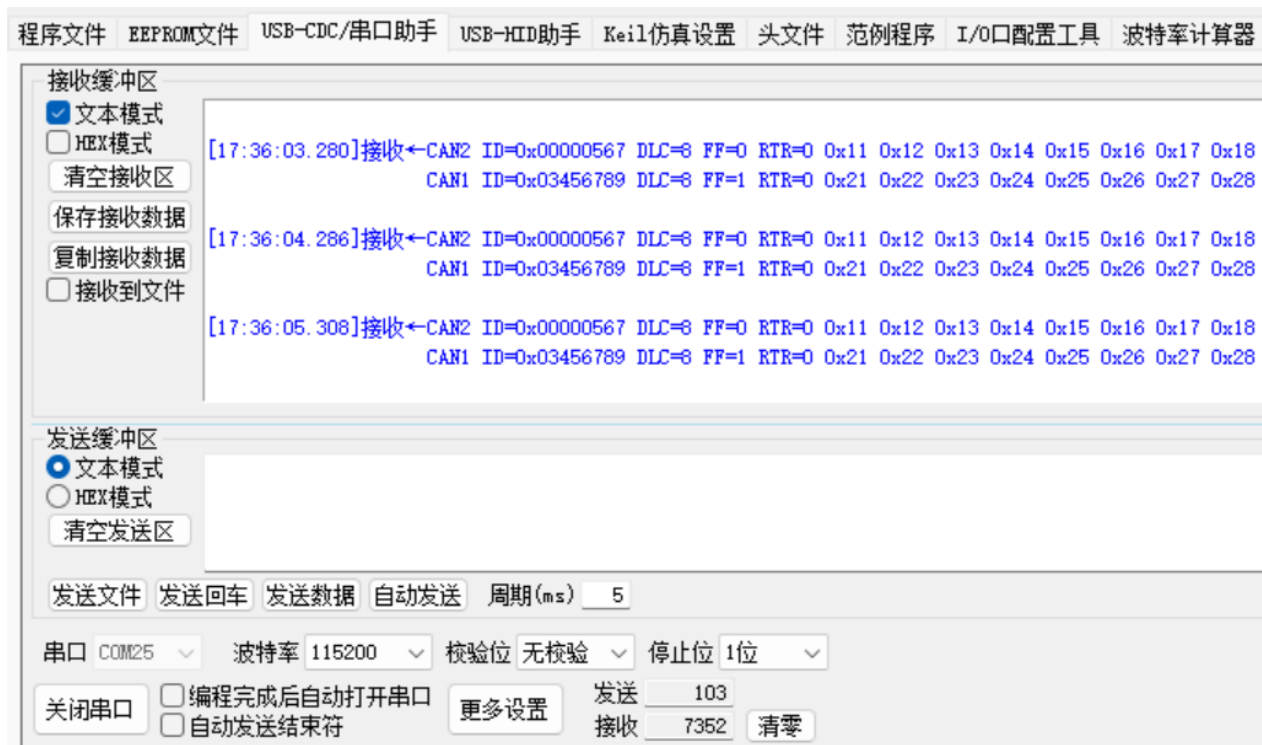 程序文件 EEPROM文件 USB-CDC/串口助手 USB-HID助手 Keil仿真设置 头文件 范例程序 I/O口配置工具 波特率计算器
接收缓冲区
文本模式
HEX模式
清空接收区
保存接收数据
复制接收数据
接收到文件
[17:36:03.280]接收←CAN2 ID=0x00000567 DLC=8 FF=0 RTR=0 0x11 0x12 0x13 0x14 0x15 0x16 0x17 0x18
CAN1 ID=0x03456789 DLC=8 FF=1 RTR=0 0x21 0x22 0x23 0x24 0x25 0x26 0x27 0x28
[17:36:04.286]接收←CAN2 ID=0x00000567 DLC=8 FF=0 RTR=0 0x11 0x12 0x13 0x14 0x15 0x16 0x17 0x18
CAN1 ID=0x03456789 DLC=8 FF=1 RTR=0 0x21 0x22 0x23 0x24 0x25 0x26 0x27 0x28
[17:36:05.308]接收←CAN2 ID=0x00000567 DLC=8 FF=0 RTR=0 0x11 0x12 0x13 0x14 0x15 0x16 0x17 0x18
CAN1 ID=0x03456789 DLC=8 FF=1 RTR=0 0x21 0x22 0x23 0x24 0x25 0x26 0x27 0x28
发送缓冲区
文本模式
HEX模式
清空发送区
发送文件 发送回车 发送数据 自动发送 周期(ms) 5
串口 COM25 波特率 115200 校验位 无校验 停止位 1位
关闭串口 编程完成后自动打开串口 更多设置 发送 103
自动发送结束符 接收 7352 清零